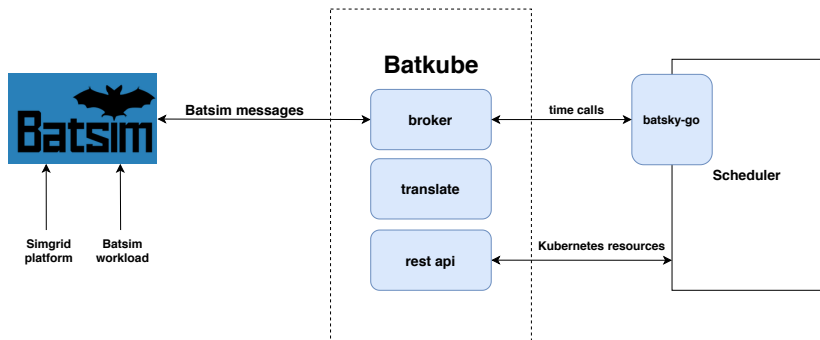 Batkube
Batsim
Batsim messages
broker
time calls
batsky-go
translate
Scheduler
Simgrid
platform
Batsim
workload
rest api
Kubernetes resources